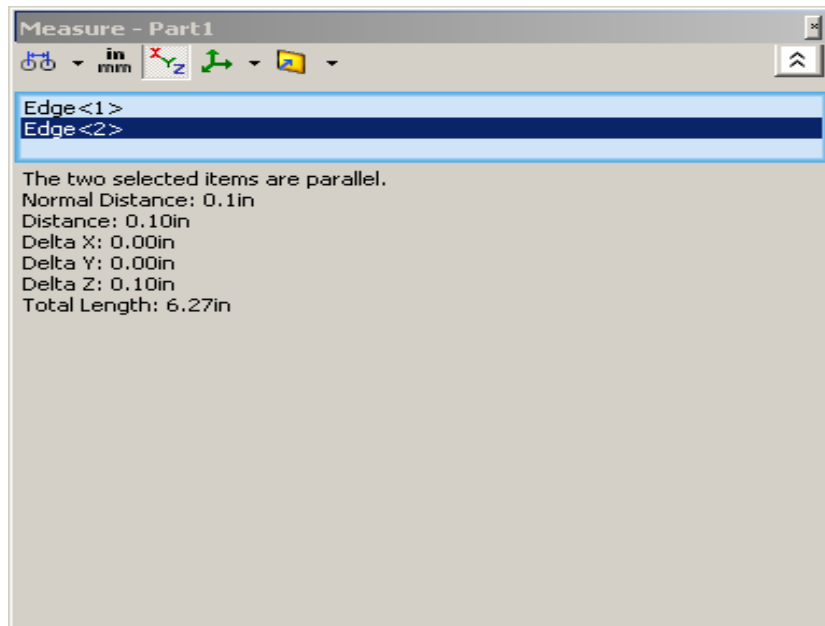 Measure - Part1
in
mm
XYZ
Edge<1>
Edge<2>
The two selected items are parallel.
Normal Distance: 0.1in
Distance: 0.10in
Delta X: 0.00in
Delta Y: 0.00in
Delta Z: 0.10in
Total Length: 6.27in